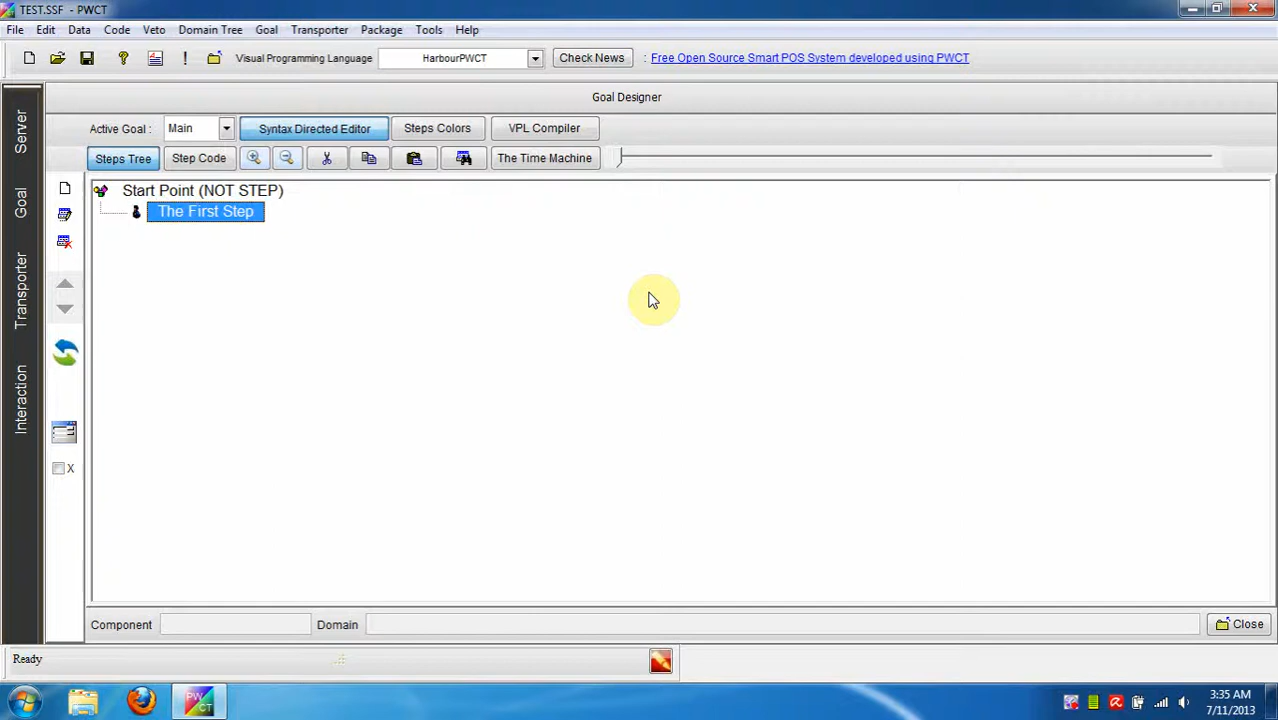 TEST.SSF - PWCT
File Edit Data Code Veto Domain Tree Goal Transporter Package Tools Help
Visual Programming Language HarbourPWCT Check News : Free Open Source Smart POS System developed using PWCT
Goal Designer
Active Goal : Main Syntax Directed Editor Steps Colors VPL Compiler
Steps Tree Step Code The Time Machine
Server
Goal
Transporter
Interaction
Start Point (NOT STEP)
The First Step
X
Component Domain Close
Ready
PW
CT
3:35 AM
7/11/2013